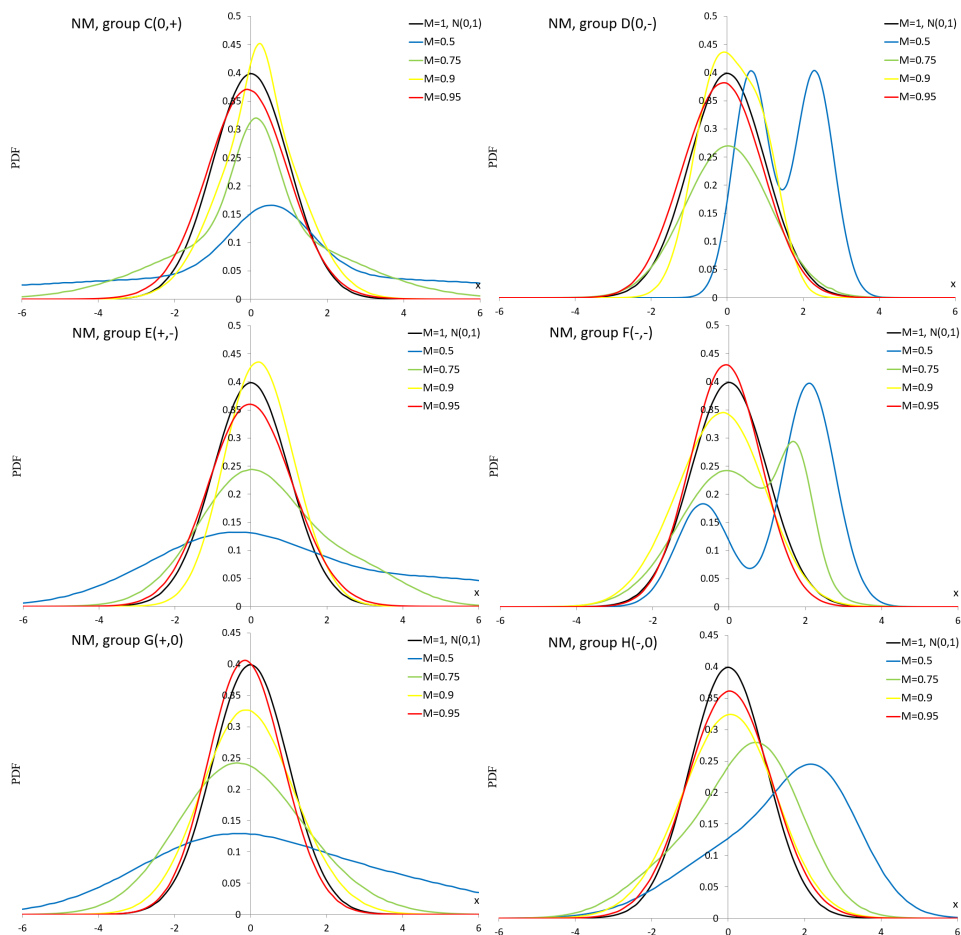 NM, group C(0,+)
PDF
0.5
0.45
0.4
0.35
0.3
0.25
0.2
0.15
0.1
0.05
0
-6 -4 -2 0 2 4 6
x
M=1, N(0,1)
M=0.5
M=0.75
M=0.9
M=0.95
NM, group D(0,-)
PDF
0.5
0.45
0.4
0.35
0.3
0.25
0.2
0.15
0.1
0.05
0
-6 -4 -2 0 2 4 6
x
M=1, N(0,1)
M=0.5
M=0.75
M=0.9
M=0.95
NM, group E(+,-)
PDF
0.5
0.45
0.4
0.35
0.3
0.25
0.2
0.15
0.1
0.05
0
-6 -4 -2 0 2 4 6
x
M=1, N(0,1)
M=0.5
M=0.75
M=0.9
M=0.95
NM, group F(-,-)
PDF
0.5
0.45
0.4
0.35
0.3
0.25
0.2
0.15
0.1
0.05
0
-6 -4 -2 0 2 4 6
x
M=1, N(0,1)
M=0.5
M=0.75
M=0.9
M=0.95
NM, group G(+,0)
PDF
0.45
0.4
0.35
0.3
0.25
0.2
0.15
0.1
0.05
0
-6 -4 -2 0 2 4 6
x
M=1, N(0,1)
M=0.5
M=0.75
M=0.9
M=0.95
NM, group H(-,0)
PDF
0.45
0.4
0.35
0.3
0.25
0.2
0.15
0.1
0.05
0
-6 -4 -2 0 2 4 6
x
M=1, N(0,1)
M=0.5
M=0.75
M=0.9
M=0.95